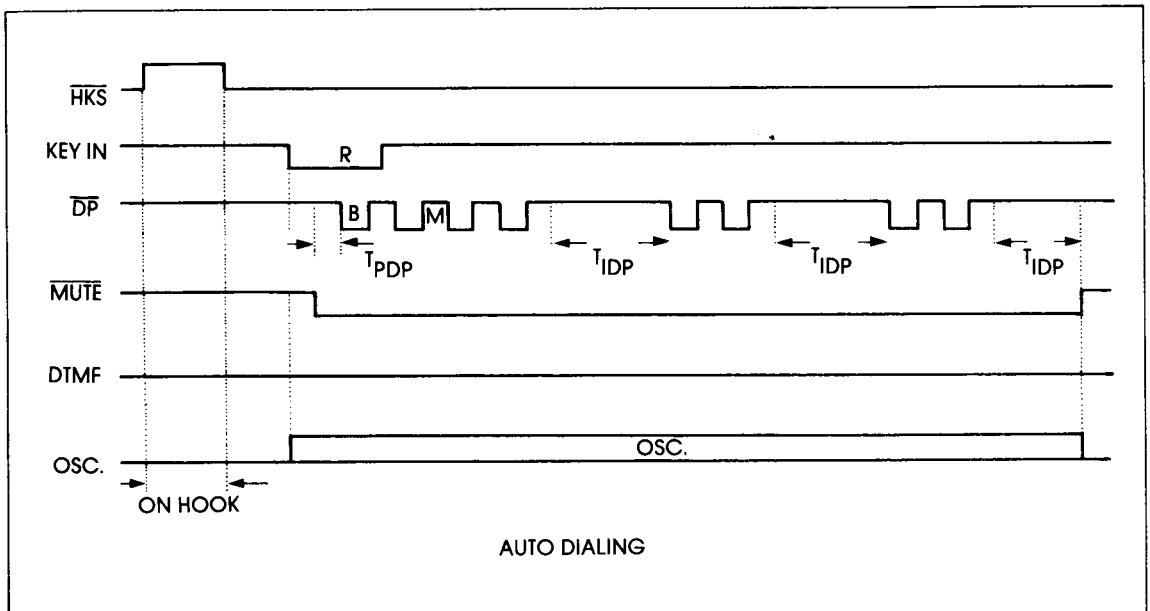 HKS
KEY IN
R
DP
B
M
TPDP
TIDP
TIDP
TIDP
MUTE
DTMF
OSC.
OSC.
ON HOOK
AUTO DIALING